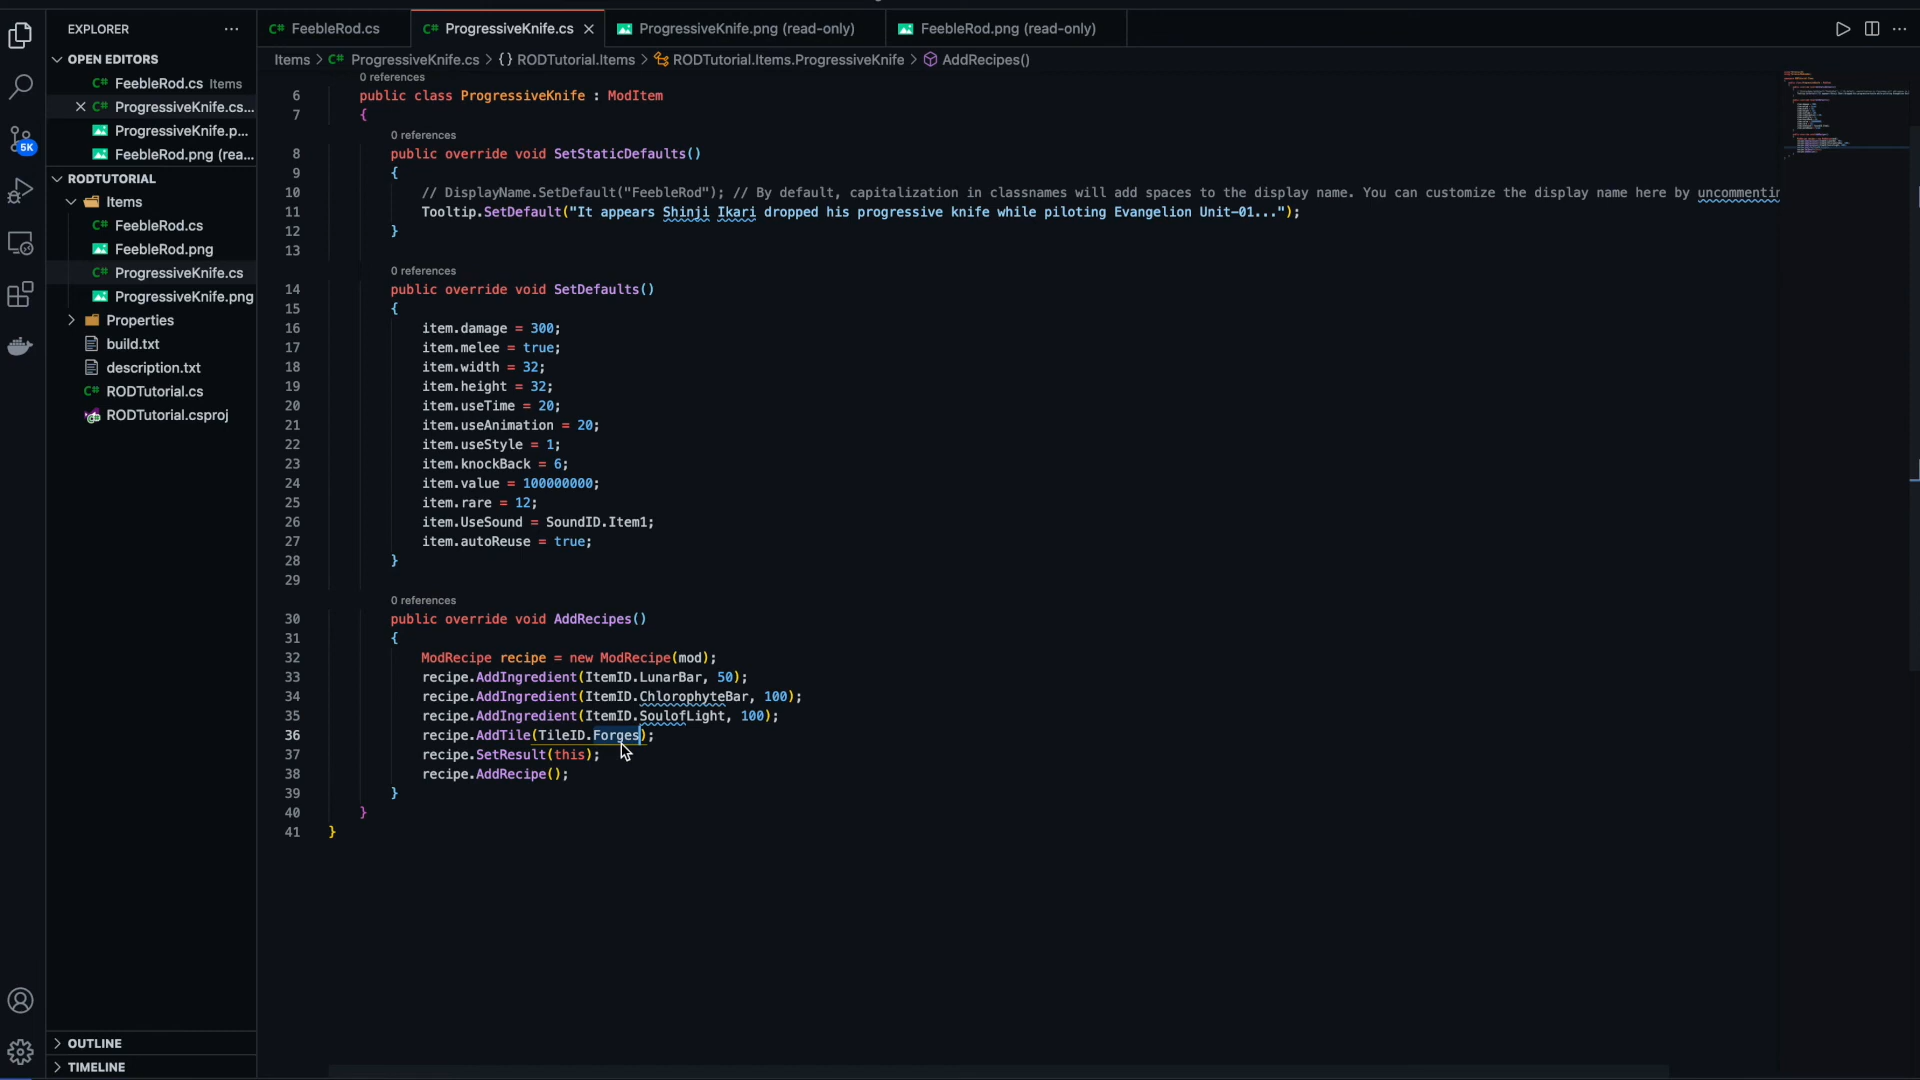 EXPLORER
OPEN EDITORS
FeebleRod.cs Items
ProgressiveKnife.cs...
ProgressiveKnife.p...
FeebleRod.png (rea...
RODTUTORIAL
Items
FeebleRod.cs
FeebleRod.png
ProgressiveKnife.cs
ProgressiveKnife.png
Properties
build.txt
description.txt
RODTutorial.cs
RODTutorial.csproj
OUTLINE
TIMELINE
5K
FeebleRod.cs
ProgressiveKnife.cs
ProgressiveKnife.png (read-only)
FeebleRod.png (read-only)
Items > ProgressiveKnife.cs > {} RODTutorial.Items > RODTutorial.Items.ProgressiveKnife > AddRecipes()
0 references
6 public class ProgressiveKnife : ModItem
7 {
0 references
8 public override void SetStaticDefaults()
9 {
10 // DisplayName.SetDefault("FeebleRod"); // By default, capitalization in classnames will add spaces to the display name. You can customize the display name here by uncommentin
11 Tooltip.SetDefault("It appears Shinji Ikari dropped his progressive knife while piloting Evangelion Unit-01...");
12 }
13
0 references
14 public override void SetDefaults()
15 {
16 item.damage = 300;
17 item.melee = true;
18 item.width = 32;
19 item.height = 32;
20 item.useTime = 20;
21 item.useAnimation = 20;
22 item.useStyle = 1;
23 item.knockBack = 6;
24 item.value = 100000000;
25 item.rare = 12;
26 item.UseSound = SoundID.Item1;
27 item.autoReuse = true;
28 }
29
0 references
30 public override void AddRecipes()
31 {
32 ModRecipe recipe = new ModRecipe(mod);
33 recipe.AddIngredient(ItemID.LunarBar, 50);
34 recipe.AddIngredient(ItemID.ChlorophyteBar, 100);
35 recipe.AddIngredient(ItemID.SoulofLight, 100);
36 recipe.AddTile(TileID.Forges);
37 recipe.SetResult(this);
38 recipe.AddRecipe();
39 }
40 }
41 }